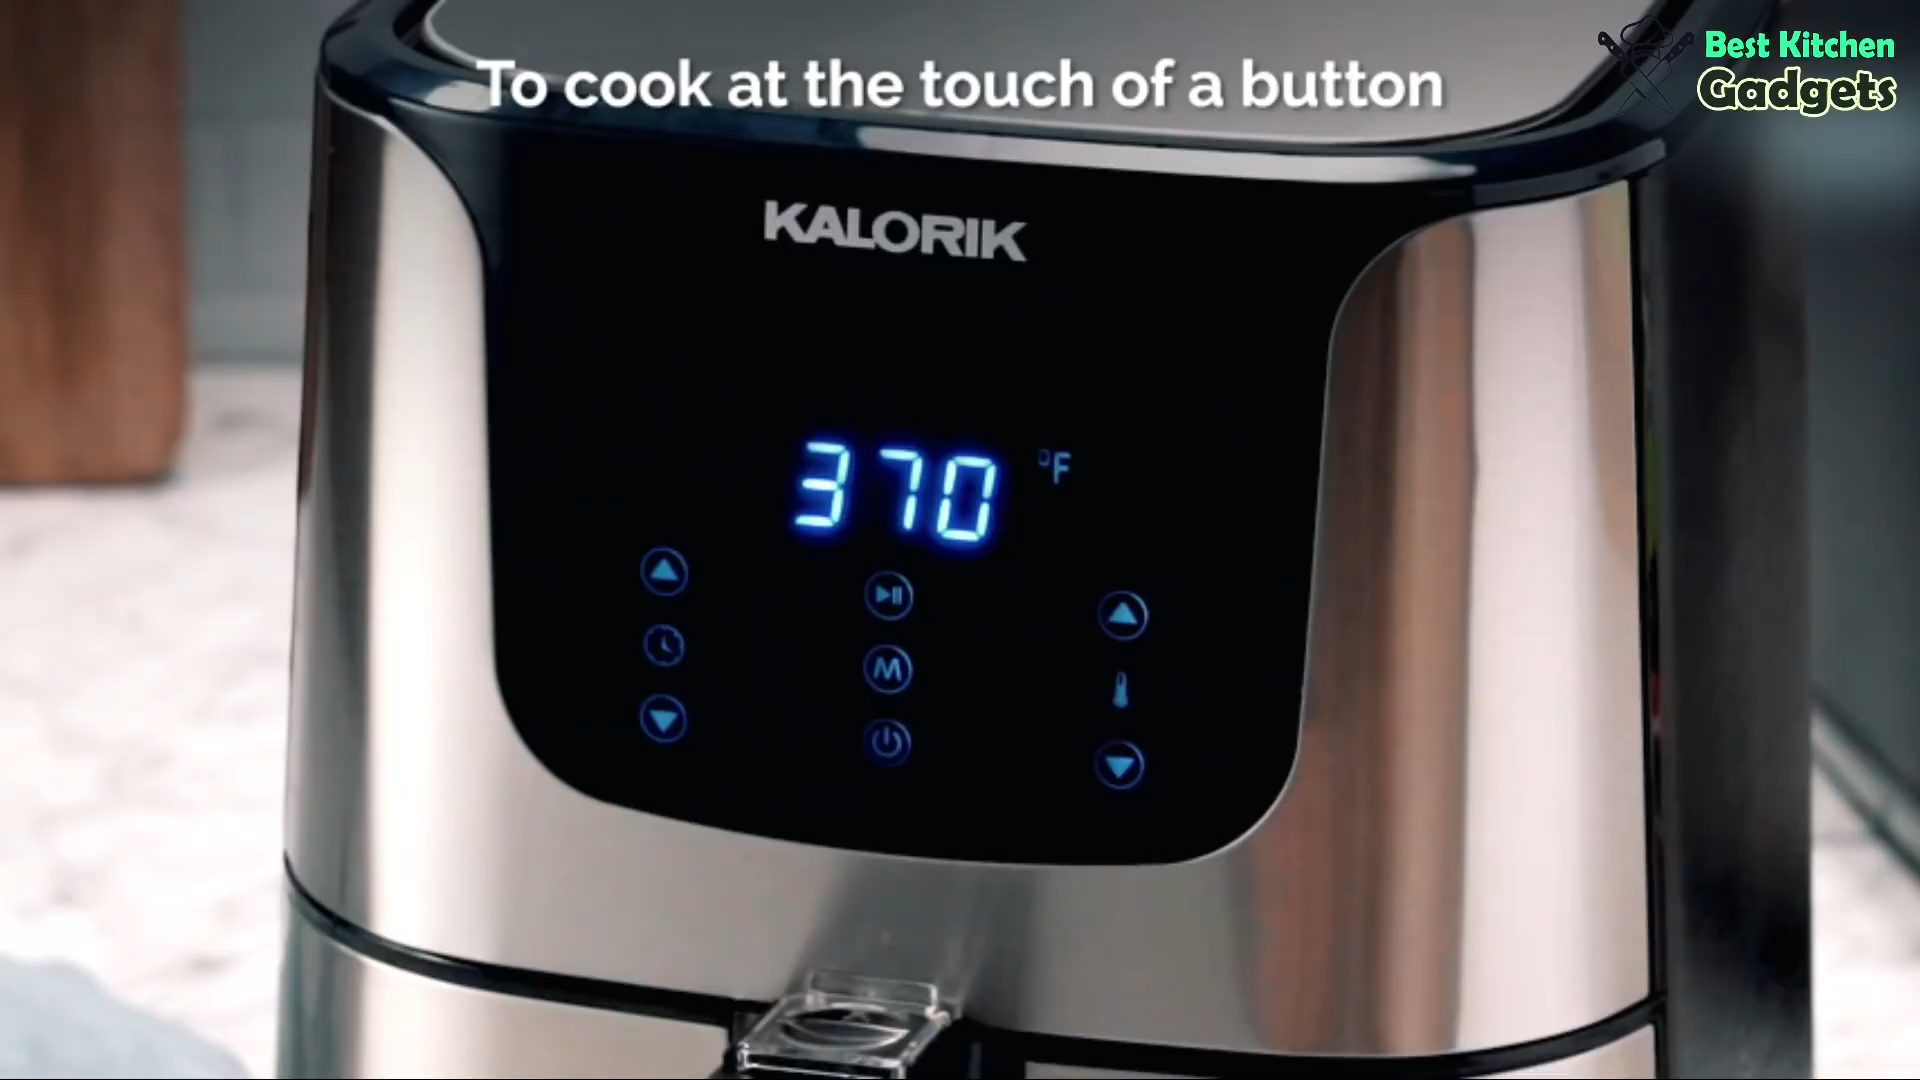 To cook at the touch of a button
Best Kitchen
Gadgets
KALORIK
370 °F
M